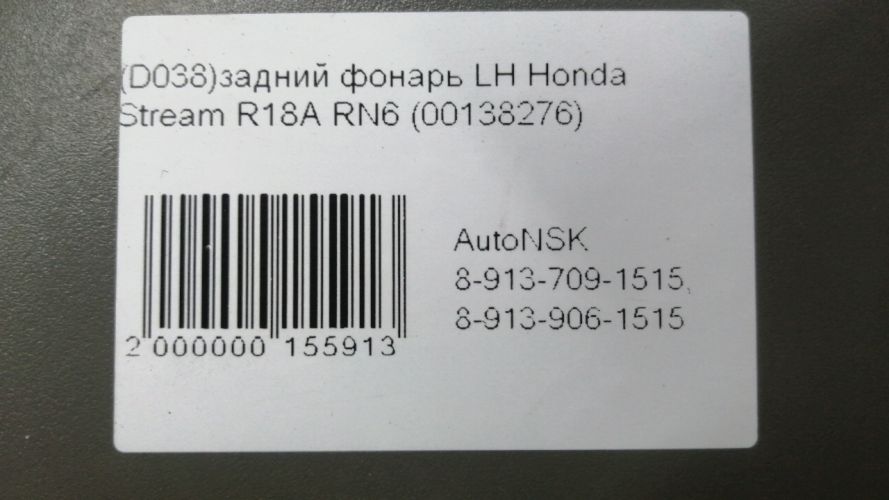 (D038)задний фонарь LH Honda
Stream R18A RN6 (00138276)
AutoNSK
8-913-709-1515,
8-913-906-1515
2 000000 155913